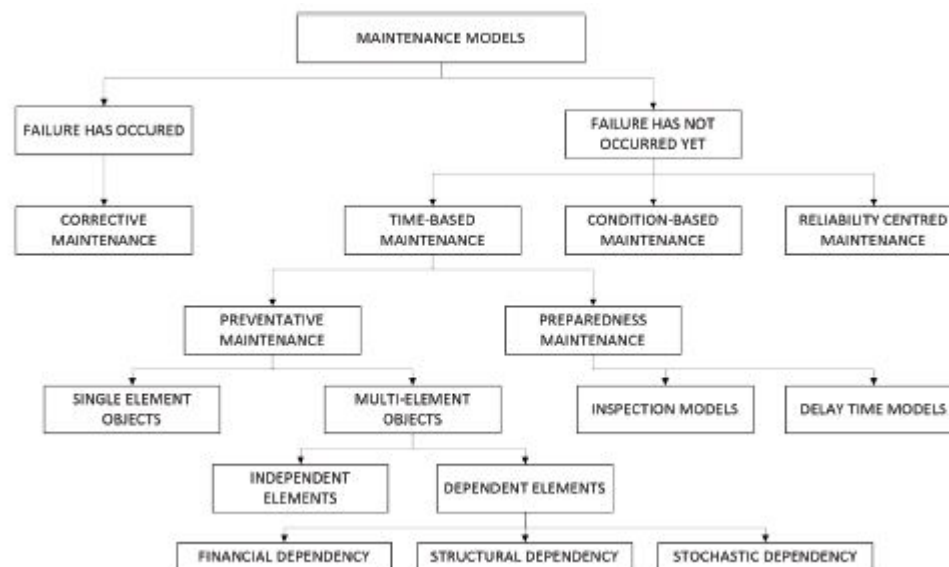 MAINTENANCE MODELS
FAILURE HAS OCCURED
FAILURE HAS NOT
OCCURRED YET
CORRECTIVE
MAINTENANCE
TIME-BASED
MAINTENANCE
CONDITION-BASED
MAINTENANCE
RELIABILITY CENTRED
MAINTENANCE
PREVENTATIVE
MAINTENANCE
PREPAREDNESS
MAINTENANCE
SINGLE ELEMENT
OBJECTS
MULTI-ELEMENT
OBJECTS
INSPECTION MODELS
DELAY TIME MODELS
INDEPENDENT
ELEMENTS
DEPENDENT ELEMENTS
FINANCIAL DEPENDENCY
STRUCTURAL DEPENDENCY
STOCHASTIC DEPENDENCY